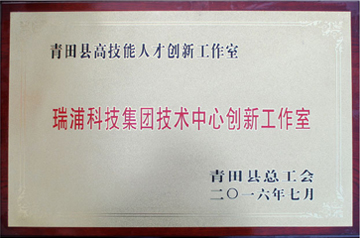 青田县高技能人才创新工作室
瑞浦科技集团技术中心创新工作室
青田县总工会
二〇一六年七月